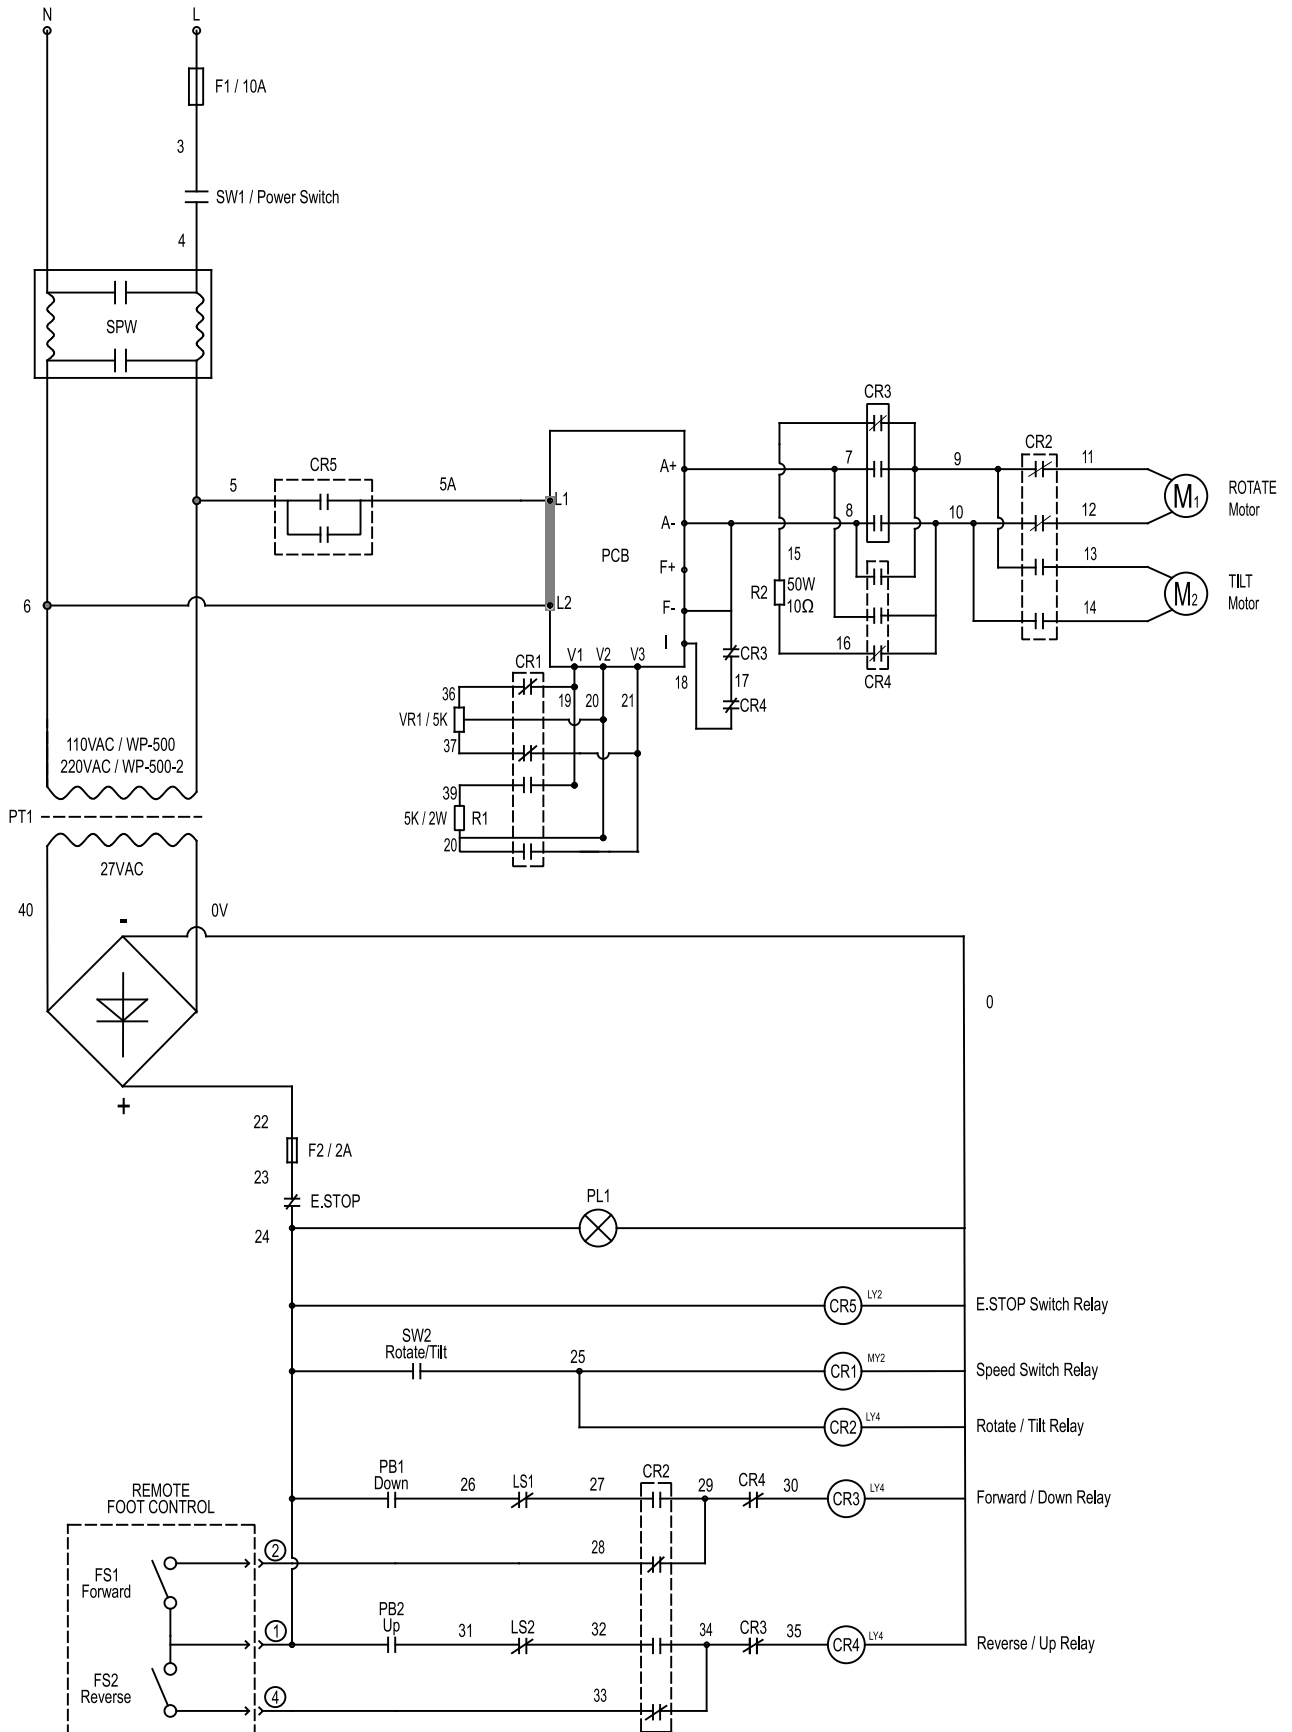 N
L
F1 / 10A
3
SW1 / Power Switch
4
SPW
5
CR5
5A
L1
L2
PCB
A+
A-
F+
F-
I
V1
V2
V3
6
CR3
7
8
9
10
CR2
11
12
13
14
M1
ROTATE
Motor
M2
TILT
Motor
15
R2
50W
10Ω
16
CR4
CR3
17
CR4
18
19
20
21
CR1
36
VR1 / 5K
37
39
5K / 2W
R1
20
110VAC / WP-500
220VAC / WP-500-2
PT1
27VAC
40
0V
-
+
0
22
F2 / 2A
23
E.STOP
24
PL1
CR5
LY2
E.STOP Switch Relay
SW2
Rotate/Tilt
25
CR1
MY2
Speed Switch Relay
CR2
LY4
Rotate / Tilt Relay
PB1
Down
26
LS1
27
CR2
29
CR4
30
CR3
LY4
Forward / Down Relay
REMOTE
FOOT CONTROL
2
28
FS1
Forward
1
PB2
Up
31
LS2
32
34
CR3
35
CR4
LY4
Reverse / Up Relay
FS2
Reverse
4
33